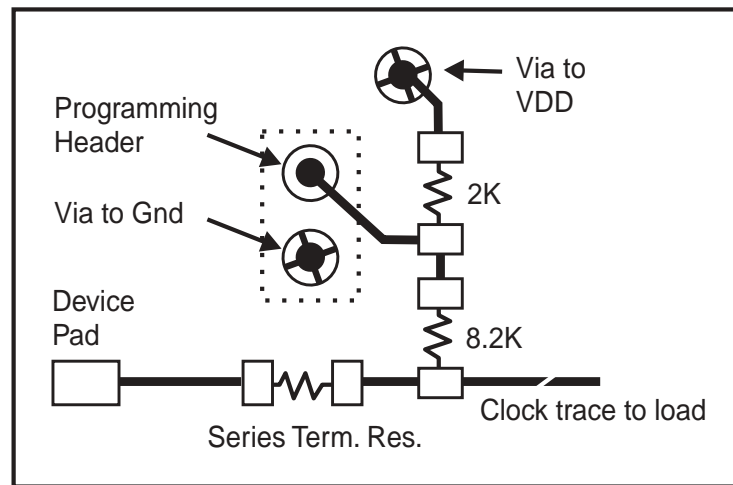 Via to
VDD
Programming
Header
2K
Via to Gnd
Device
Pad
8.2K
Clock trace to load
Series Term. Res.